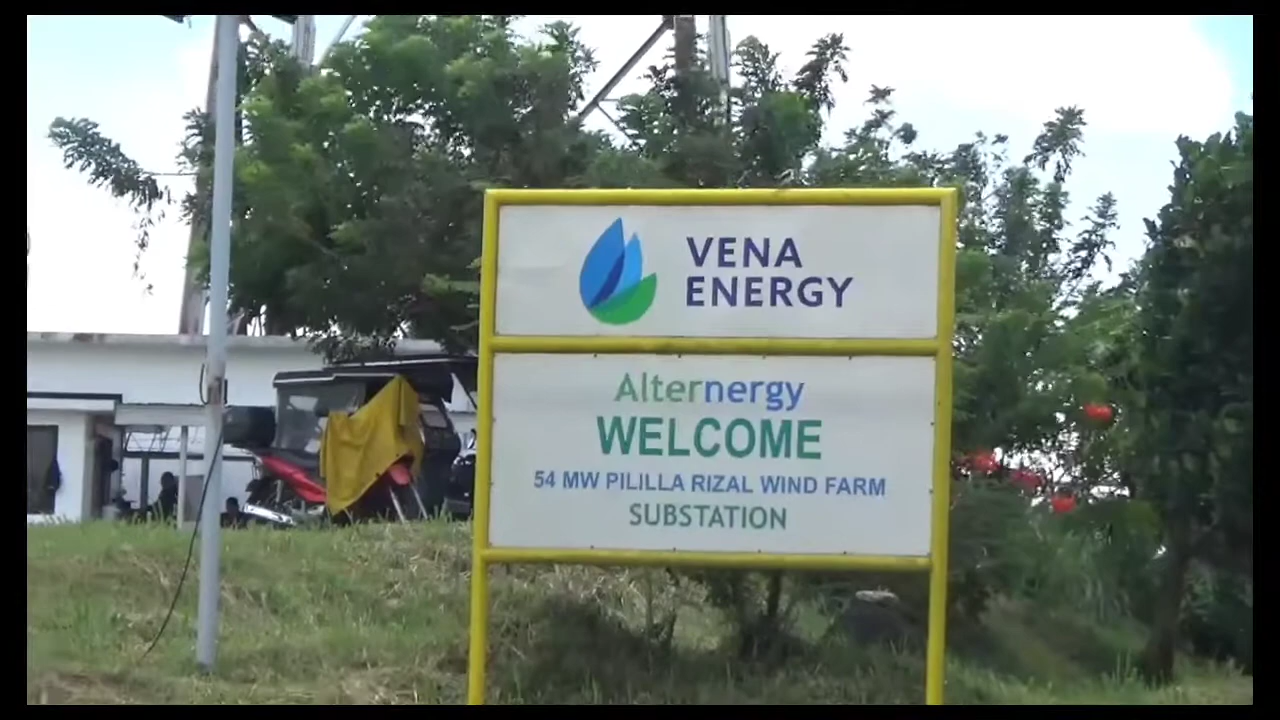 VENA
ENERGY
Alternergy
WELCOME
54 MW PILILLA RIZAL WIND FARM
SUBSTATION